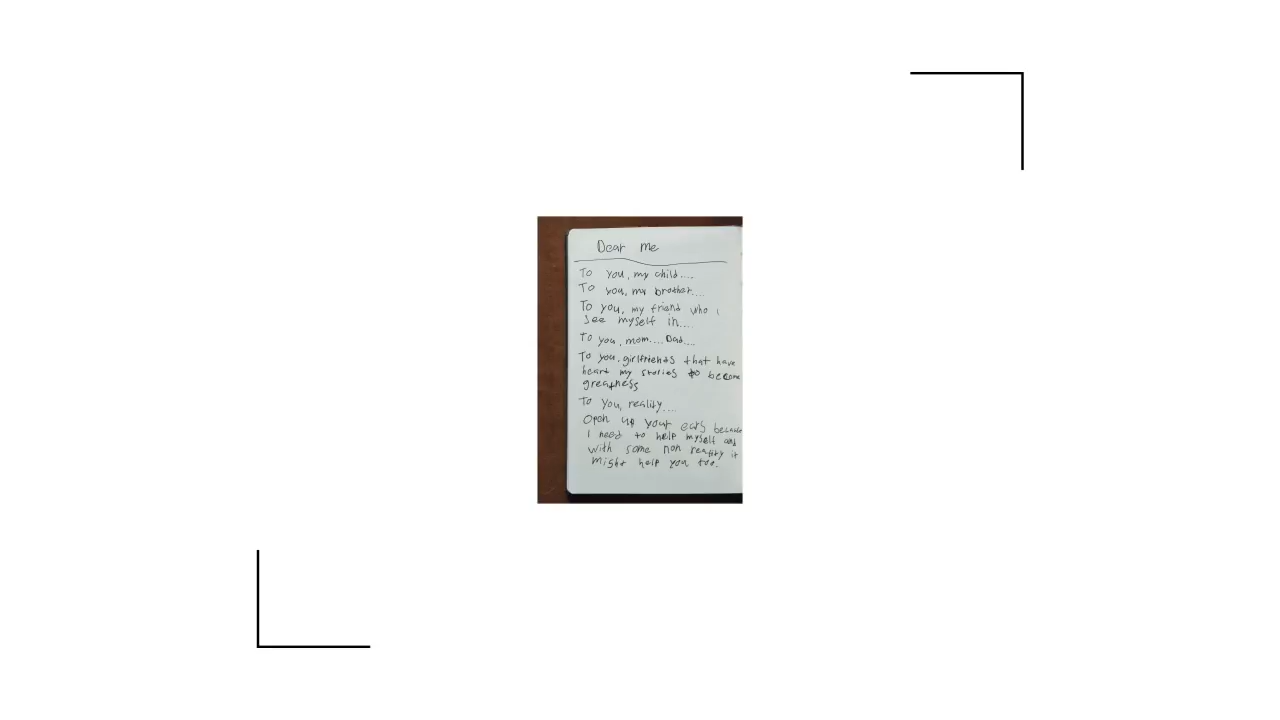 Dear me
To you, my child....
To you, my brother....
To you, my friend who i
see myself in....
To you, mom.... Dad....
To you, girlfriends that have
heard my stories to become
greatness
To you, reality....
Open up your ears because
I need to help myself and
with some non reality it
might help you too.